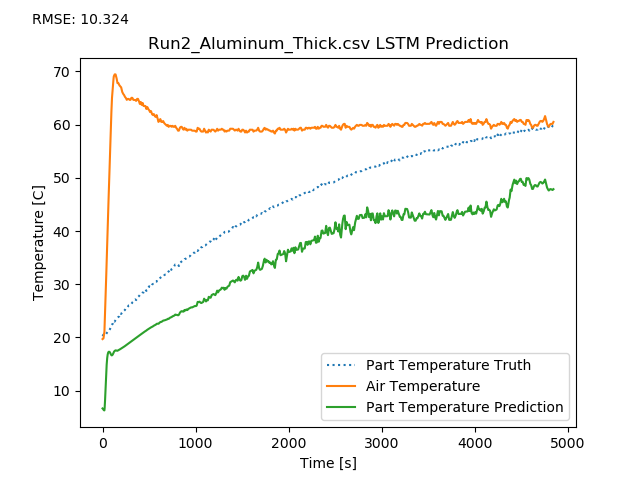 RMSE: 10.324
Run2_Aluminum_Thick.csv LSTM Prediction
Temperature [C]
70
60
50
40
30
20
10
Part Temperature Truth
Air Temperature
Part Temperature Prediction
0 1000 2000 3000 4000 5000
Time [s]